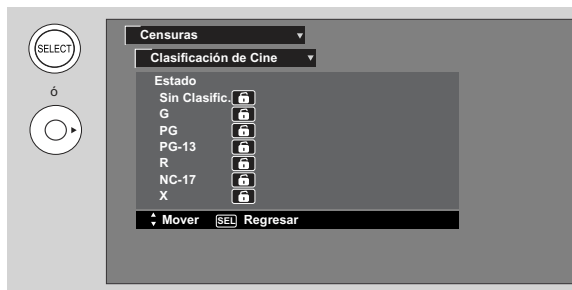 SELECT
ó
Censuras
Clasificación de Cine
Estado
Sin Clasific.
G
PG
PG-13
R
NC-17
X
Mover SEL Regresar